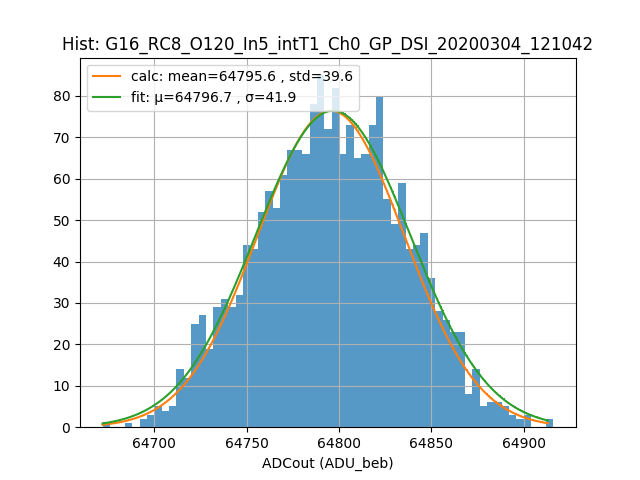 Hist: G16_RC8_O120_In5_intT1_Ch0_GP_DSI_20200304_121042
calc: mean=64795.6 , std=39.6
fit: μ=64796.7 , σ=41.9
80
70
60
50
40
30
20
10
0
64700 64750 64800 64850 64900
ADCout (ADU_beb)